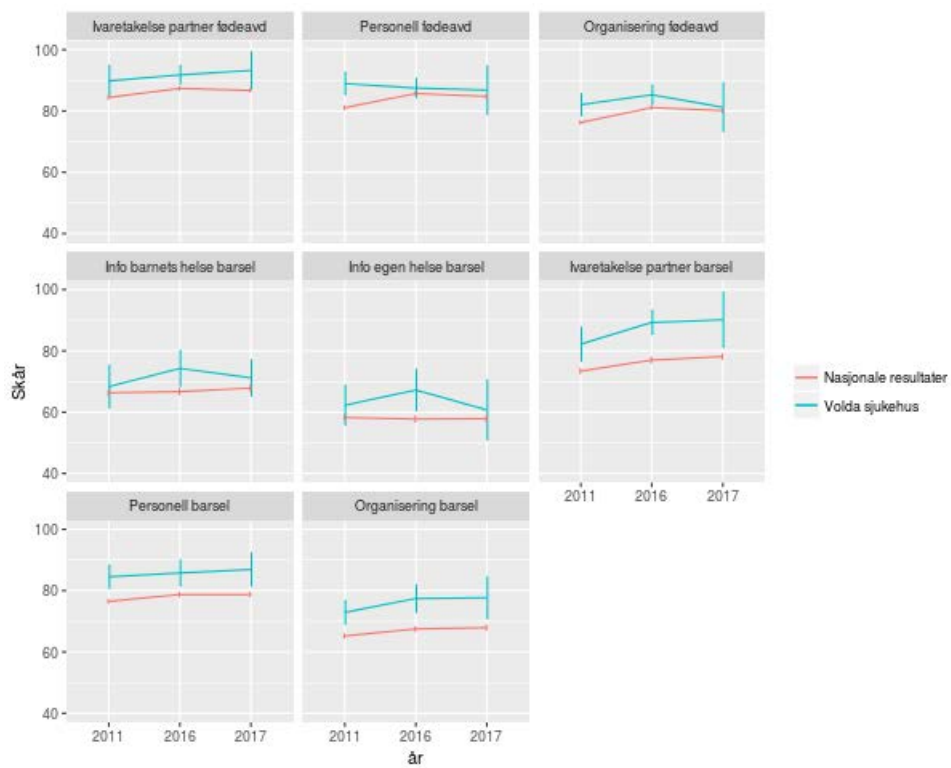 Ivaretakelse partner fødeavd
Personell fødeavd
Organisering fødeavd
100
80
60
40
Info barnets helse barsel
Info egen helse barsel
Ivaretakelse partner barsel
100
80
60
40
2011 2016 2017
Skår
Nasjonale resultater
Volda sjukehus
Personell barsel
Organisering barsel
100
80
60
40
2011 2016 2017
2011 2016 2017
år